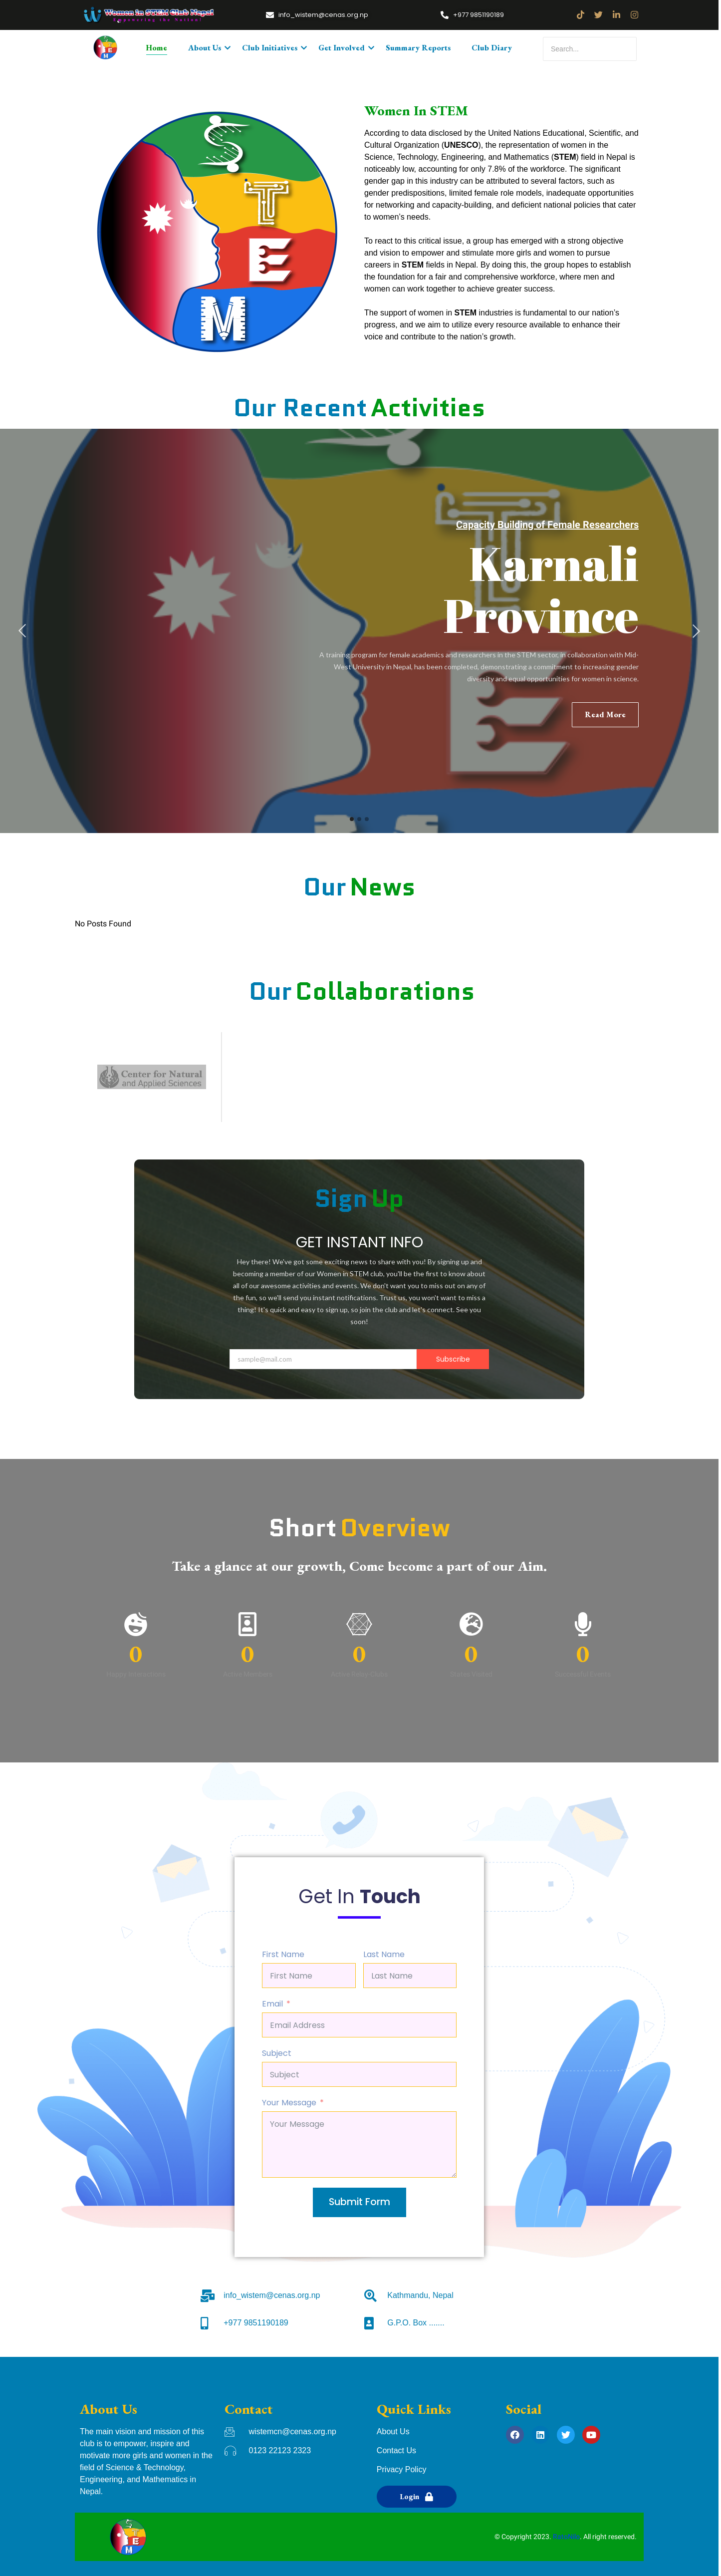 Women in STEM Club Nepal
Empowering the Nation!
info_wistem@cenas.org.np
+977 9851190189
Home
About Us
Club Initiatives
Get Involved
Summary Reports
Club Diary
Search...
S
T
E
M
Women In STEM
According to data disclosed by the United Nations Educational, Scientific, and
Cultural Organization (UNESCO), the representation of women in the
Science, Technology, Engineering, and Mathematics (STEM) field in Nepal is
noticeably low, accounting for only 7.8% of the workforce. The significant
gender gap in this industry can be attributed to several factors, such as
gender predispositions, limited female role models, inadequate opportunities
for networking and capacity-building, and deficient national policies that cater
to women's needs.
To react to this critical issue, a group has emerged with a strong objective
and vision to empower and stimulate more girls and women to pursue
careers in STEM fields in Nepal. By doing this, the group hopes to establish
the foundation for a fair and comprehensive workforce, where men and
women can work together to achieve greater success.
The support of women in STEM industries is fundamental to our nation's
progress, and we aim to utilize every resource available to enhance their
voice and contribute to the nation's growth.
Our Recent Activities
Capacity Building of Female Researchers
Karnali
Province
A training program for female academics and researchers in the STEM sector, in collaboration with Mid-
West University in Nepal, has been completed, demonstrating a commitment to increasing gender
diversity and equal opportunities for women in science.
Read More
Our News
No Posts Found
Our Collaborations
Center for Natural
and Applied Sciences
Sign Up
GET INSTANT INFO
Hey there! We've got some exciting news to share with you! By signing up and
becoming a member of our Women in STEM club, you'll be the first to know about
all of our awesome activities and events. We don't want you to miss out on any of
the fun, so we'll send you instant notifications. Trust us, you won't want to miss a
thing! It's quick and easy to sign up, so join the club and let's connect. See you
soon!
sample@mail.com
Subscribe
Short Overview
Take a glance at our growth, Come become a part of our Aim.
0
0
0
0
0
Get In Touch
First Name
Last Name
First Name
Last Name
Email *
Email Address
Subject
Subject
Your Message *
Your Message
Submit Form
info_wistem@cenas.org.np
Kathmandu, Nepal
+977 9851190189
G.P.O. Box .......
About Us
The main vision and mission of this
club is to empower, inspire and
motivate more girls and women in the
field of Science & Technology,
Engineering, and Mathematics in
Nepal.
Contact
wistemcn@cenas.org.np
0123 22123 2323
Quick Links
About Us
Contact Us
Privacy Policy
Login
Social
© Copyright 2023. . All right reserved.